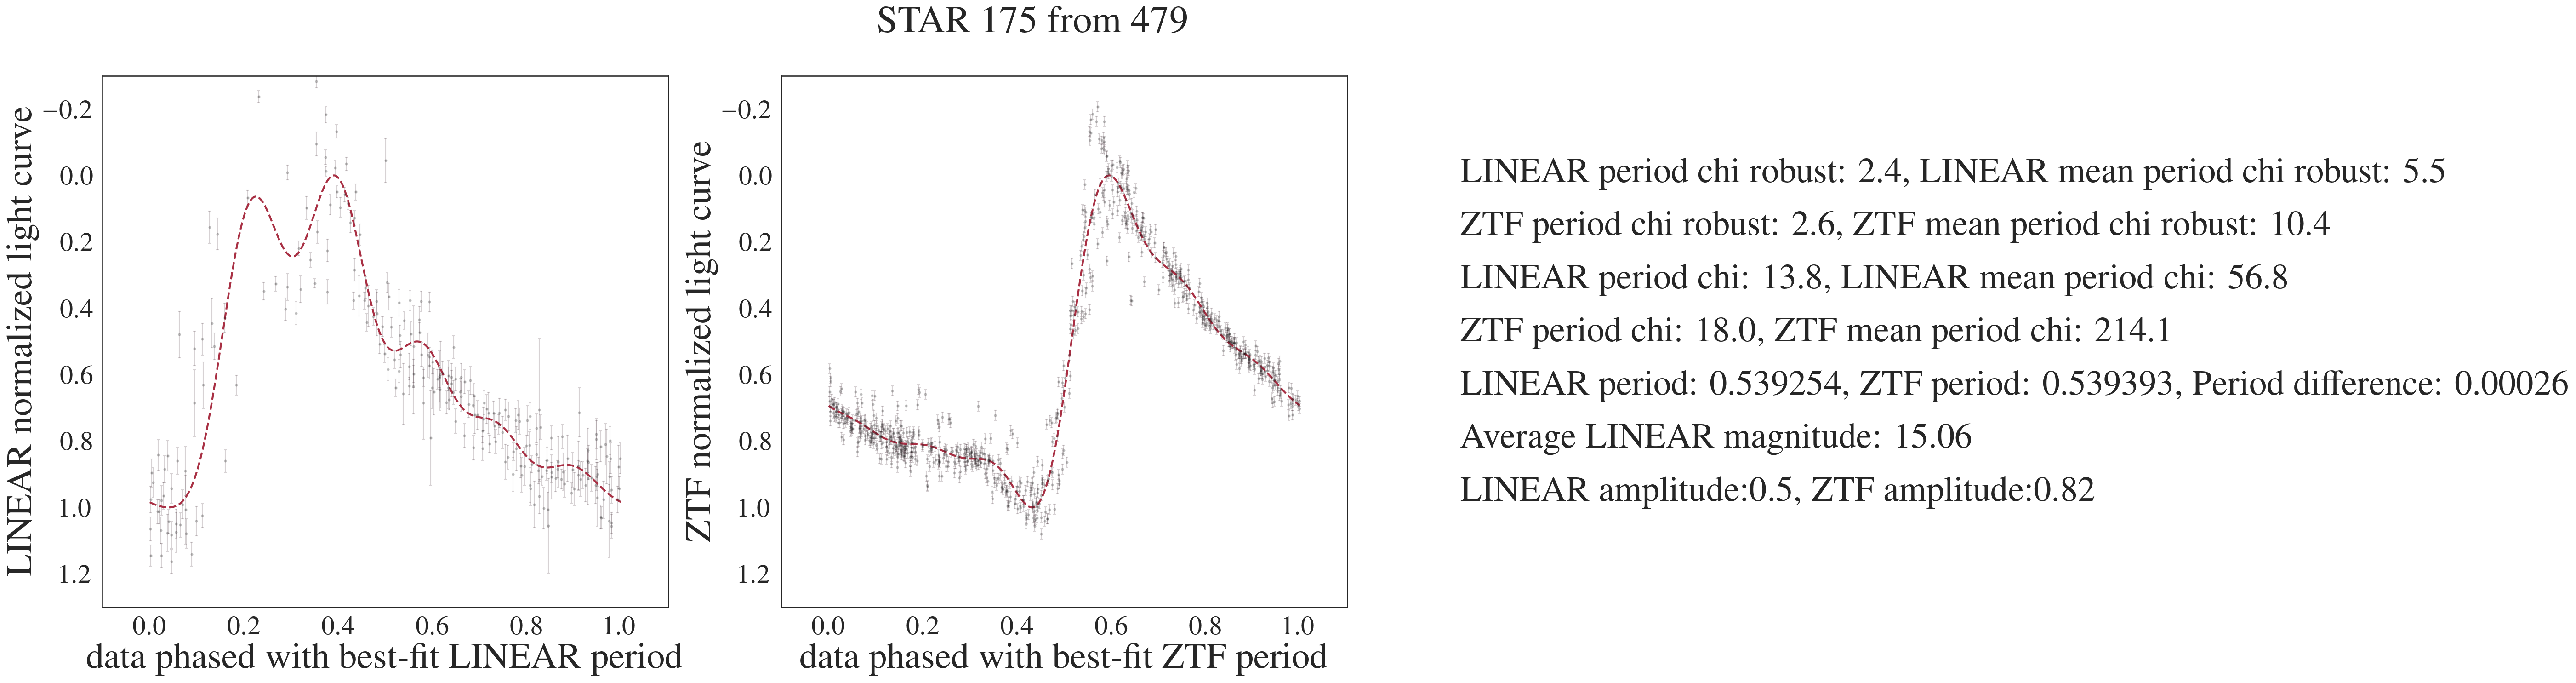 STAR 175 from 479
LINEAR normalized light curve
−0.2
0.0
0.2
0.4
0.6
0.8
1.0
1.2
0.0 0.2 0.4 0.6 0.8 1.0
data phased with best-fit LINEAR period
ZTF normalized light curve
−0.2
0.0
0.2
0.4
0.6
0.8
1.0
1.2
0.0 0.2 0.4 0.6 0.8 1.0
data phased with best-fit ZTF period
LINEAR period chi robust: 2.4, LINEAR mean period chi robust: 5.5
ZTF period chi robust: 2.6, ZTF mean period chi robust: 10.4
LINEAR period chi: 13.8, LINEAR mean period chi: 56.8
ZTF period chi: 18.0, ZTF mean period chi: 214.1
LINEAR period: 0.539254, ZTF period: 0.539393, Period difference: 0.00026
Average LINEAR magnitude: 15.06
LINEAR amplitude:0.5, ZTF amplitude:0.82